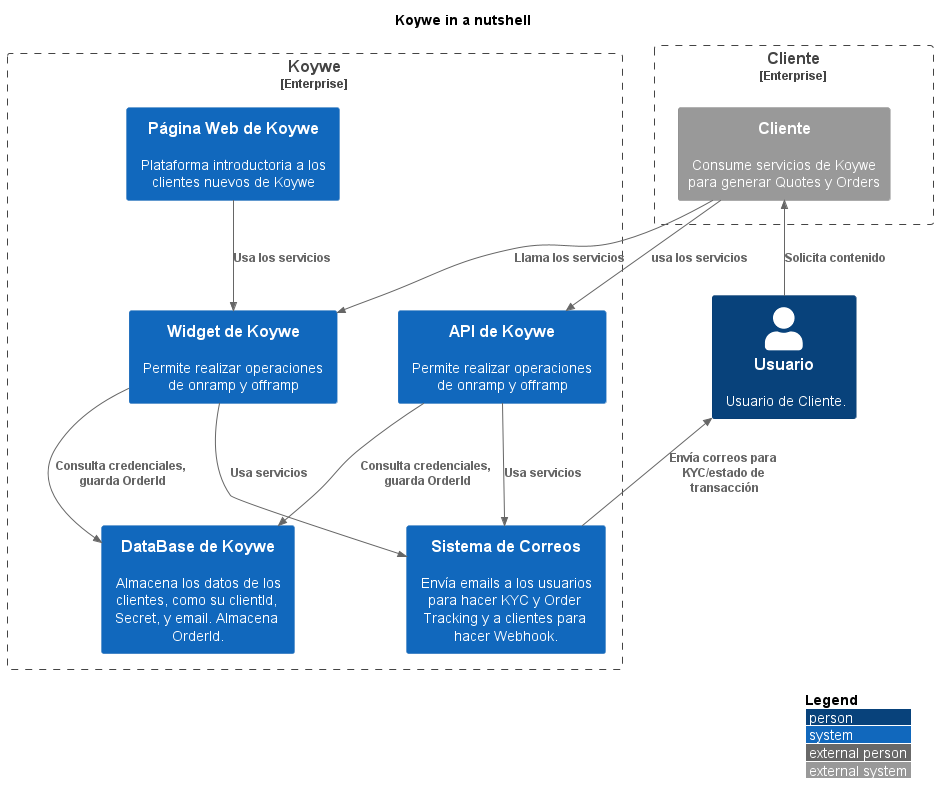 Koywe in a nutshell
Koywe
[Enterprise]
Cliente
[Enterprise]
Página Web de Koywe
Plataforma introductoria a los
clientes nuevos de Koywe
Cliente
Consume servicios de Koywe
para generar Quotes y Orders
Usa los servicios
Llama los servicios
usa los servicios
Solicita contenido
Widget de Koywe
Permite realizar operaciones
de onramp y offramp
API de Koywe
Permite realizar operaciones
de onramp y offramp
Usuario
Usuario de Cliente.
Consulta credenciales,
guarda OrderId
Usa servicios
Consulta credenciales,
guarda OrderId
Usa servicios
Envía correos para
KYC/estado de
transacción
DataBase de Koywe
Almacena los datos de los
clientes, como su clientId,
Secret, y email. Almacena
OrderId.
Sistema de Correos
Envía emails a los usuarios
para hacer KYC y Order
Tracking y a clientes para
hacer Webhook.
Legend
person
system
external person
external system